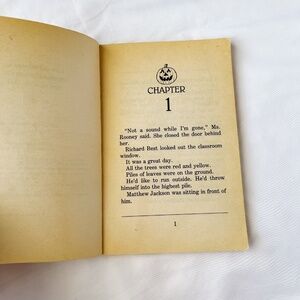 CHAPTER
1
"Not a sound while I'm gone," Ms.
Rooney said. She closed the door behind
her.
Richard Best looked out the classroom
window.
It was a great day.
All the trees were red and yellow.
Piles of leaves were on the ground.
He'd like to run outside. He'd throw
himself into the highest pile.
Matthew Jackson was sitting in front of
him.
1